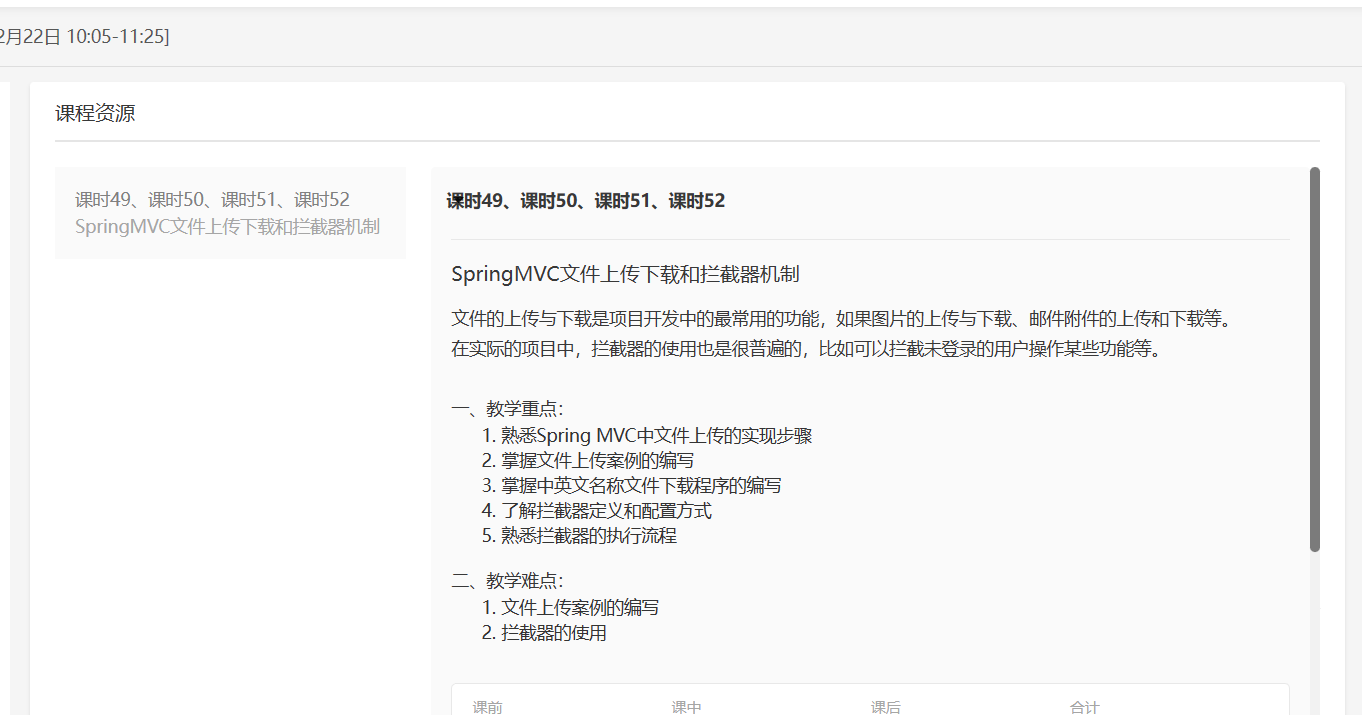 2月22日 10:05-11:25]
课程资源
课时49、课时50、课时51、课时52
SpringMVC文件上传下载和拦截器机制
课时49、课时50、课时51、课时52
SpringMVC文件上传下载和拦截器机制
文件的上传与下载是项目开发中的最常用的功能，如果图片的上传与下载、邮件附件的上传和下载等。
在实际的项目中，拦截器的使用也是很普遍的，比如可以拦截未登录的用户操作某些功能等。
一、教学重点：
1. 熟悉Spring MVC中文件上传的实现步骤
2. 掌握文件上传案例的编写
3. 掌握中英文名称文件下载程序的编写
4. 了解拦截器定义和配置方式
5. 熟悉拦截器的执行流程
二、教学难点：
1. 文件上传案例的编写
2. 拦截器的使用
课前 课中 课后 合计